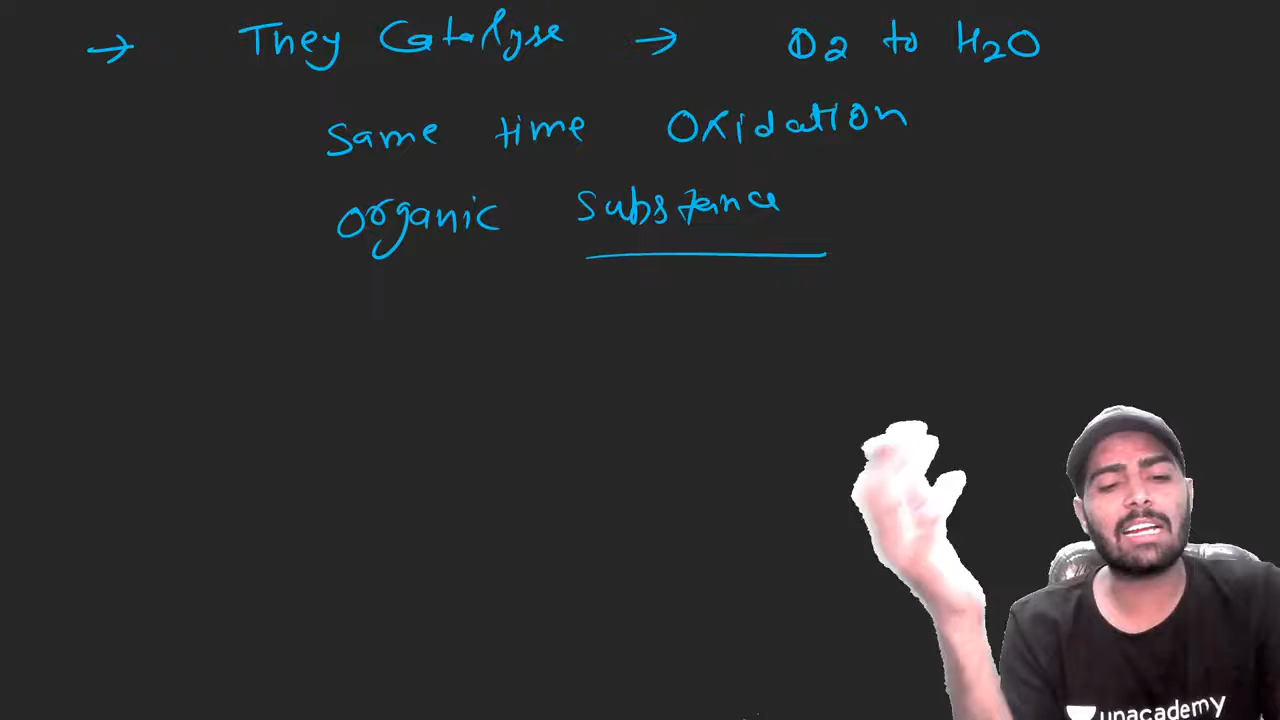 → They Catalyse → O2 to H2O
Same time Oxidation
organic Substance
unacademy